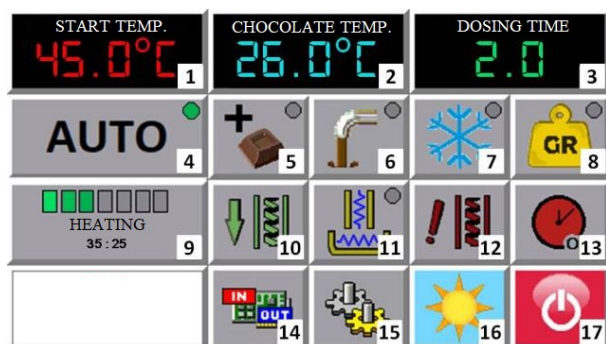 START TEMP.
45.0°C
1
CHOCOLATE TEMP.
26.0°C
2
DOSING TIME
2.0
3
AUTO
4
+
5
6
7
GR
8
HEATING
35 : 25
9
10
11
!
12
13
IN
OUT
14
15
16
17